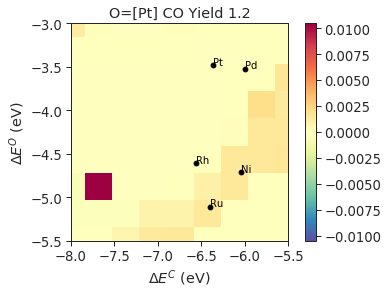 O=[Pt] CO Yield 1.2
−3.0
−3.5
−4.0
−4.5
−5.0
−5.5
ΔE^O (eV)
Pt
Pd
Rh
Ni
Ru
−8.0 −7.5 −7.0 −6.5 −6.0 −5.5
ΔE^C (eV)
0.0100
0.0075
0.0050
0.0025
0.0000
−0.0025
−0.0050
−0.0075
−0.0100